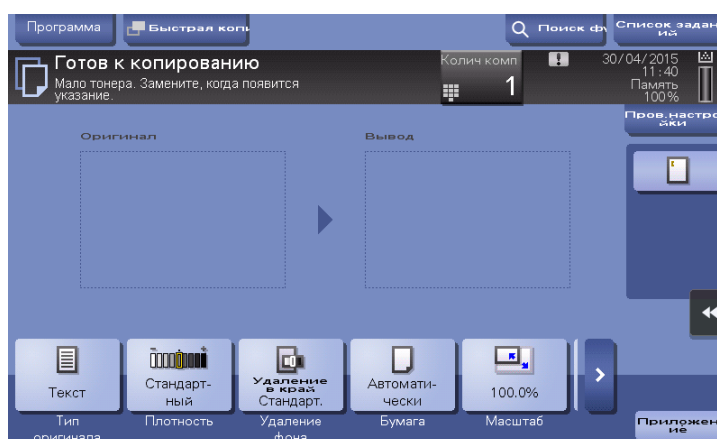 Программа
Быстрая копи
Поиск фу
Список задан
ий
Готов к копированию
Мало тонера. Замените, когда появится
указание.
Колич комп
1
30/04/2015
11:40
Память
100%
Пров.настро
йки
Оригинал
Вывод
Текст
Стандарт-
ный
Удаление
в край
Стандарт.
Автомати-
чески
100.0%
Тип
оригинала
Плотность
Удаление
фона
Бумага
Масштаб
Приложен
ие